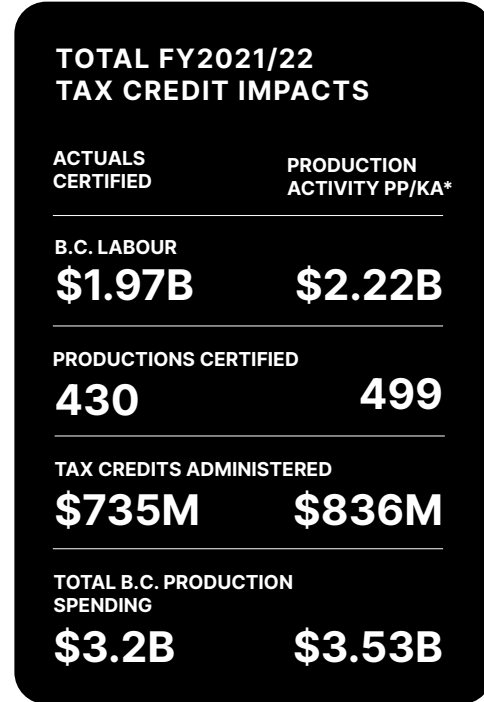 TOTAL FY2021/22
TAX CREDIT IMPACTS
ACTUALS
CERTIFIED
PRODUCTION
ACTIVITY PP/KA*
B.C. LABOUR
$1.97B $2.22B
PRODUCTIONS CERTIFIED
430 499
TAX CREDITS ADMINISTERED
$735M $836M
TOTAL B.C. PRODUCTION
SPENDING
$3.2B $3.53B